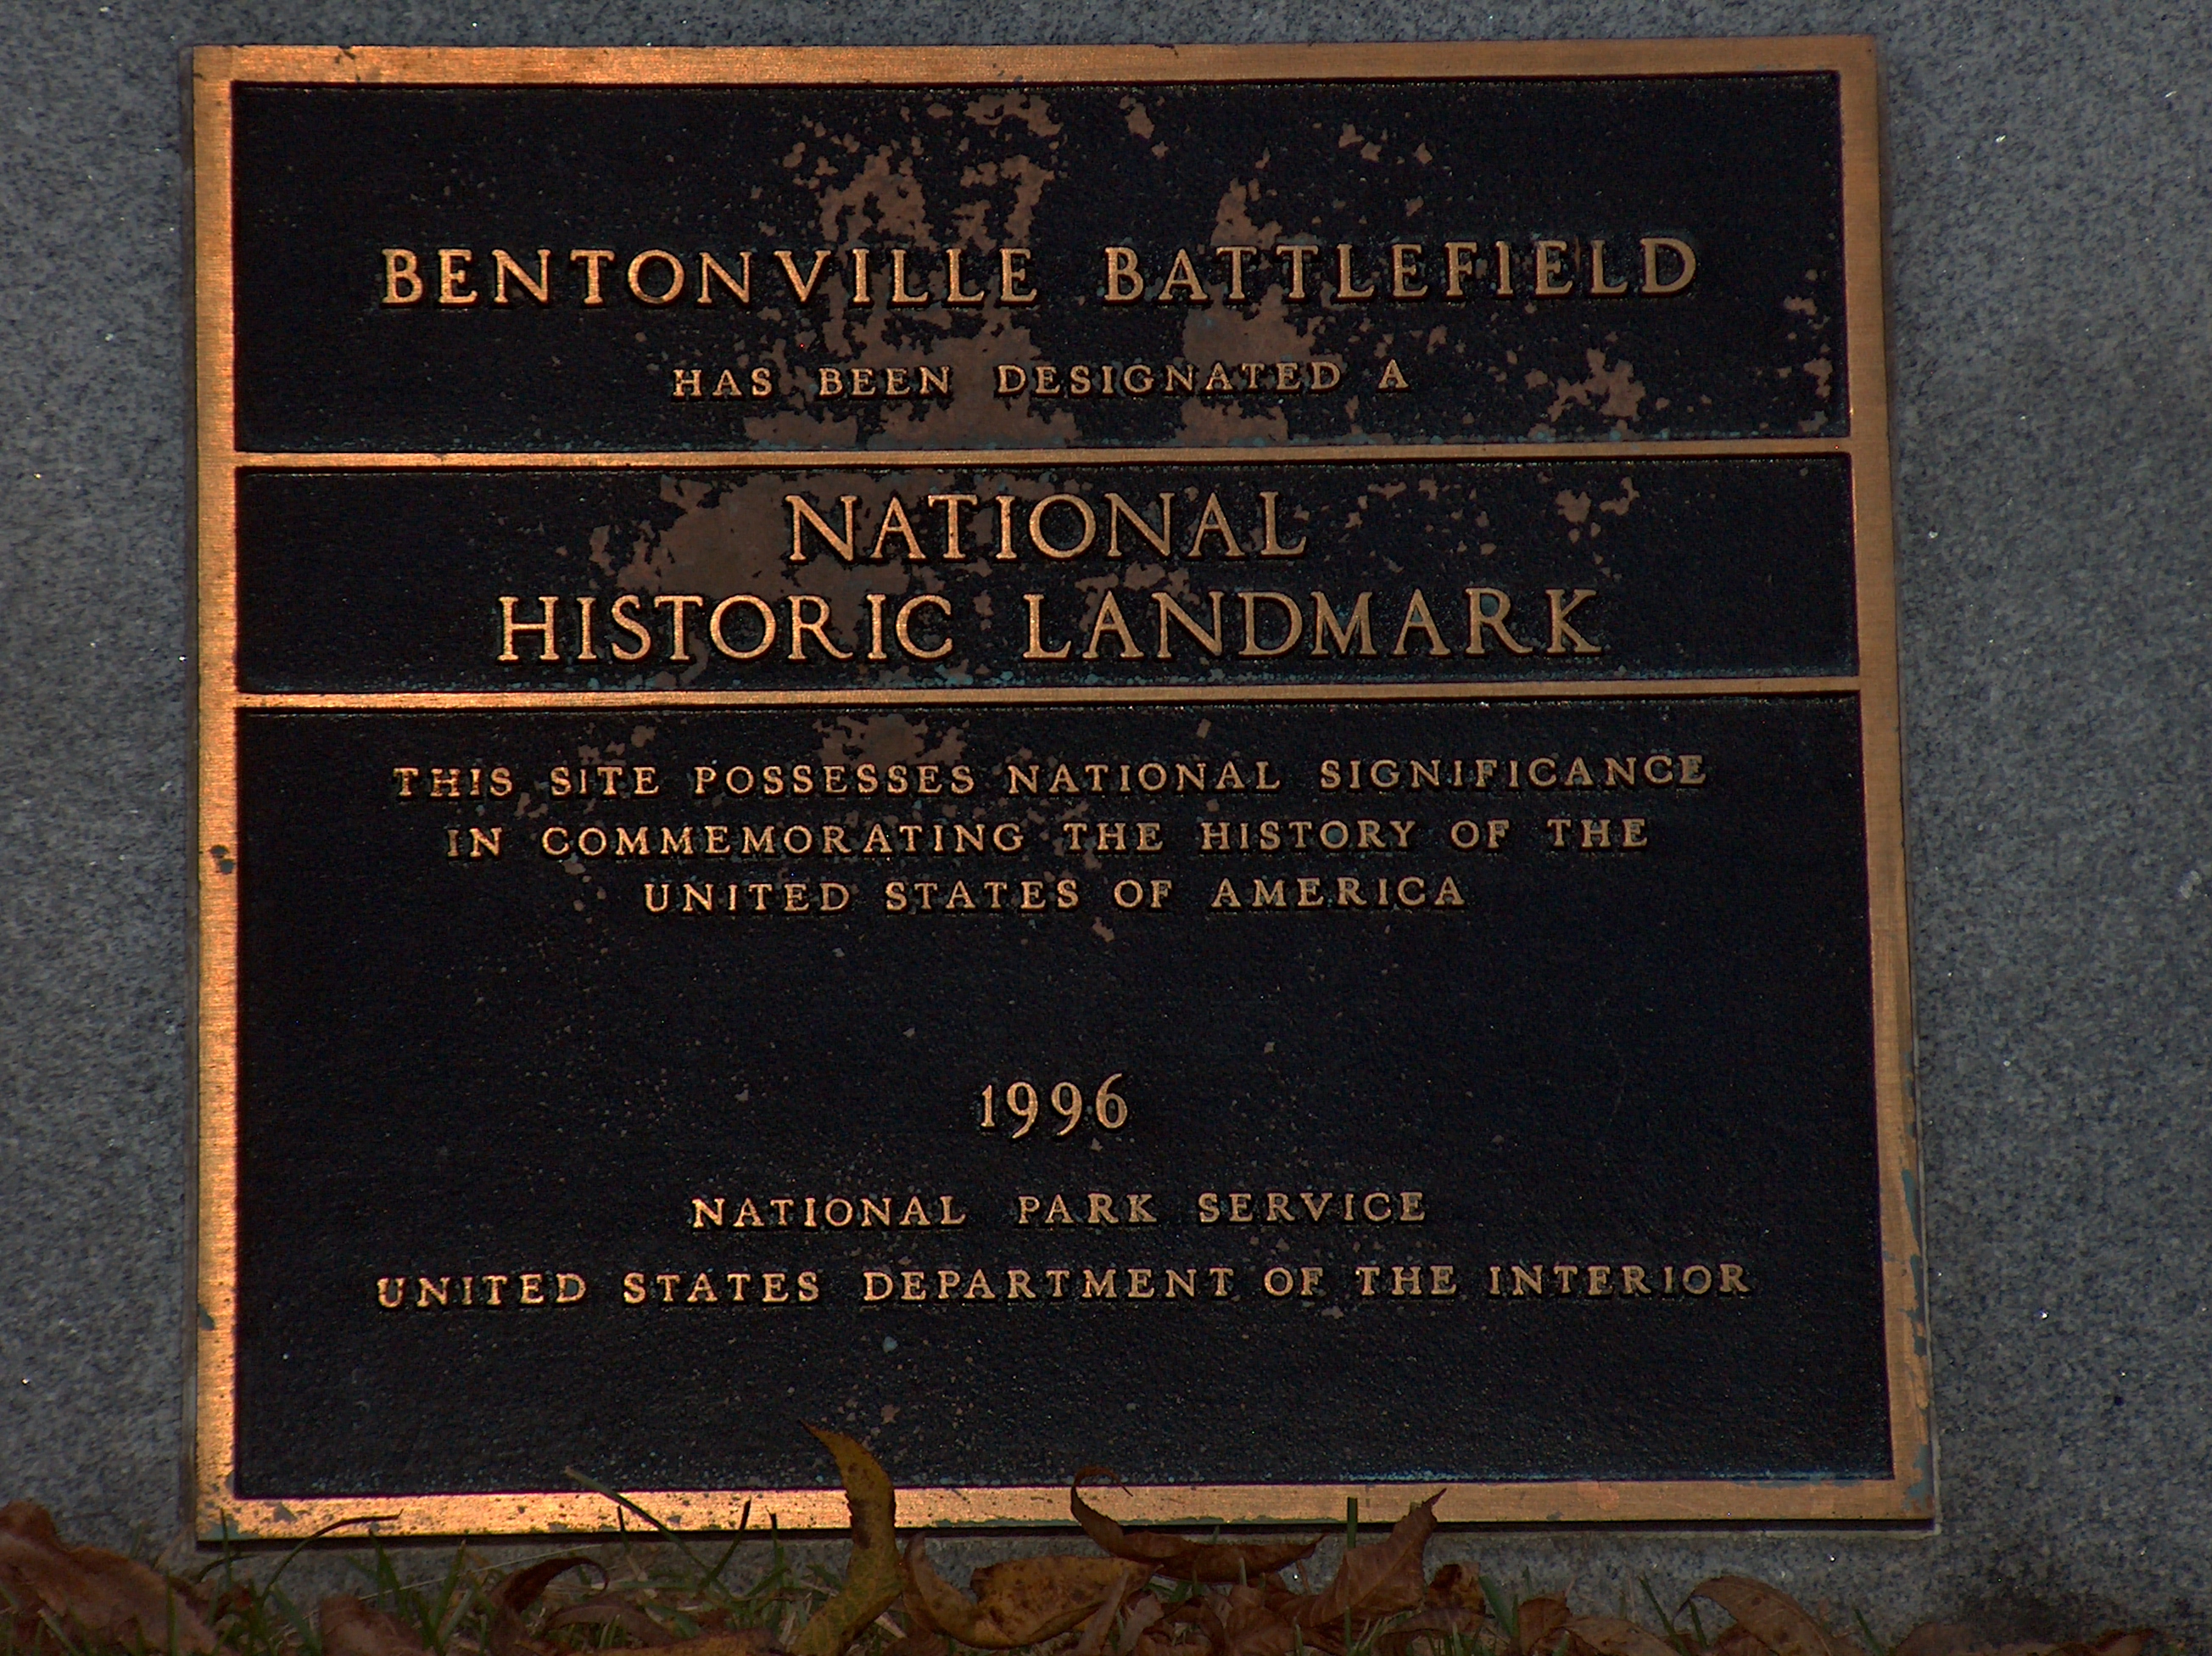 BENTONVILLE BATTLEFIELD
HAS BEEN DESIGNATED A
NATIONAL
HISTORIC LANDMARK
THIS SITE POSSESSES NATIONAL SIGNIFICANCE
IN COMMEMORATING THE HISTORY OF THE
UNITED STATES OF AMERICA
1996
NATIONAL PARK SERVICE
UNITED STATES DEPARTMENT OF THE INTERIOR